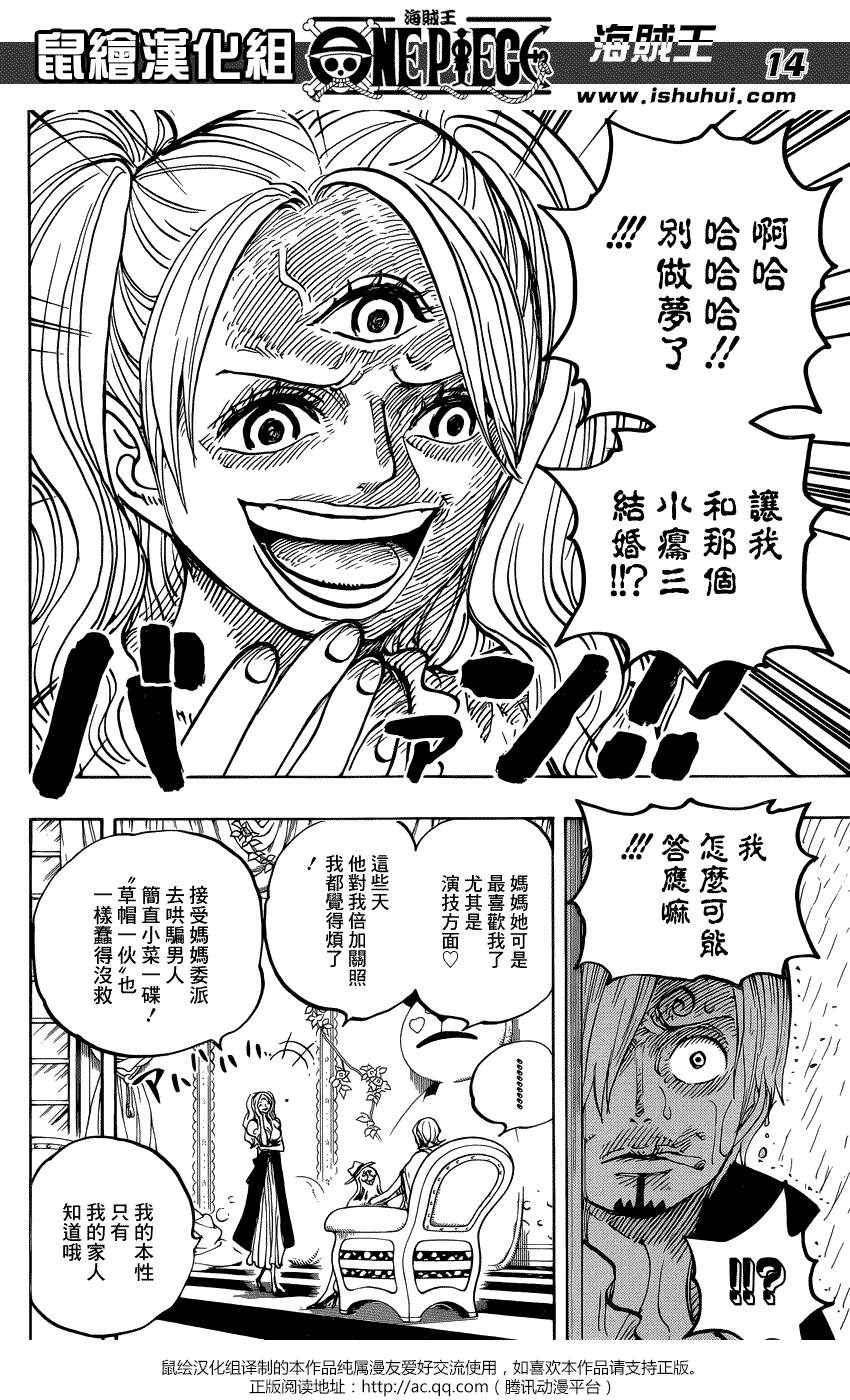 鼠繪漢化組
海賊王
ONE PIECE
海賊王
14
www.ishuhui.com
啊哈
哈哈哈!!
別做夢了
!!!
讓我
和那個
小癟三
結婚!!?
バァーン!!
我
怎麼可能
答應嘛
!!!
!!?
媽媽她可是
最喜歡我了
尤其是
演技方面♡
這些天
他對我倍加關照
我都覺得煩了
!
接受媽媽委派
去哄騙男人
簡直小菜一碟!
〝草帽一伙〞也
一樣蠢得沒救
アハハハハ
我的本性
只有
我的家人
知道哦
鼠绘汉化组译制的本作品纯属漫友爱好交流使用，如喜欢本作品请支持正版。
正版阅读地址：http://ac.qq.com（腾讯动漫平台）